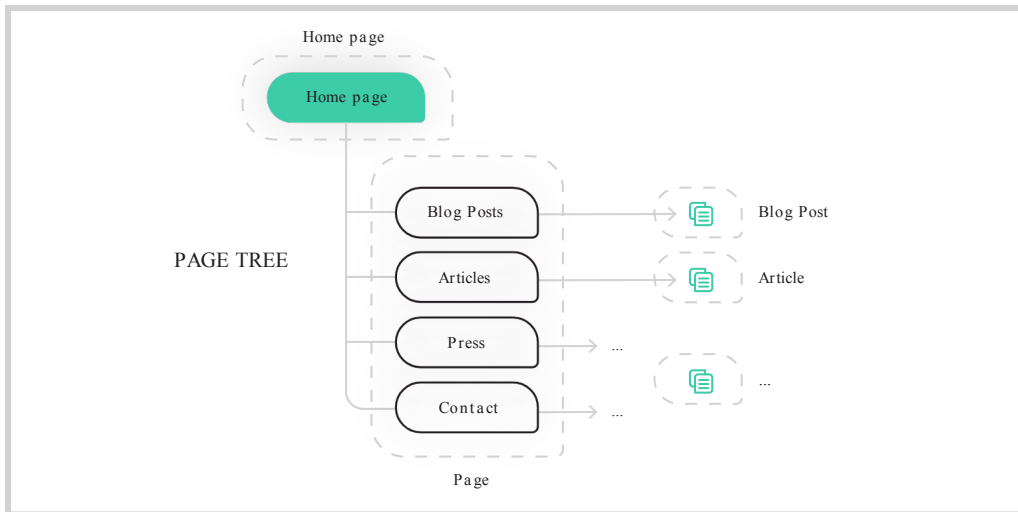 Home page
Home page
Blog Posts
Blog Post
PAGE TREE
Articles
Article
Press
...
...
Contact
...
Page